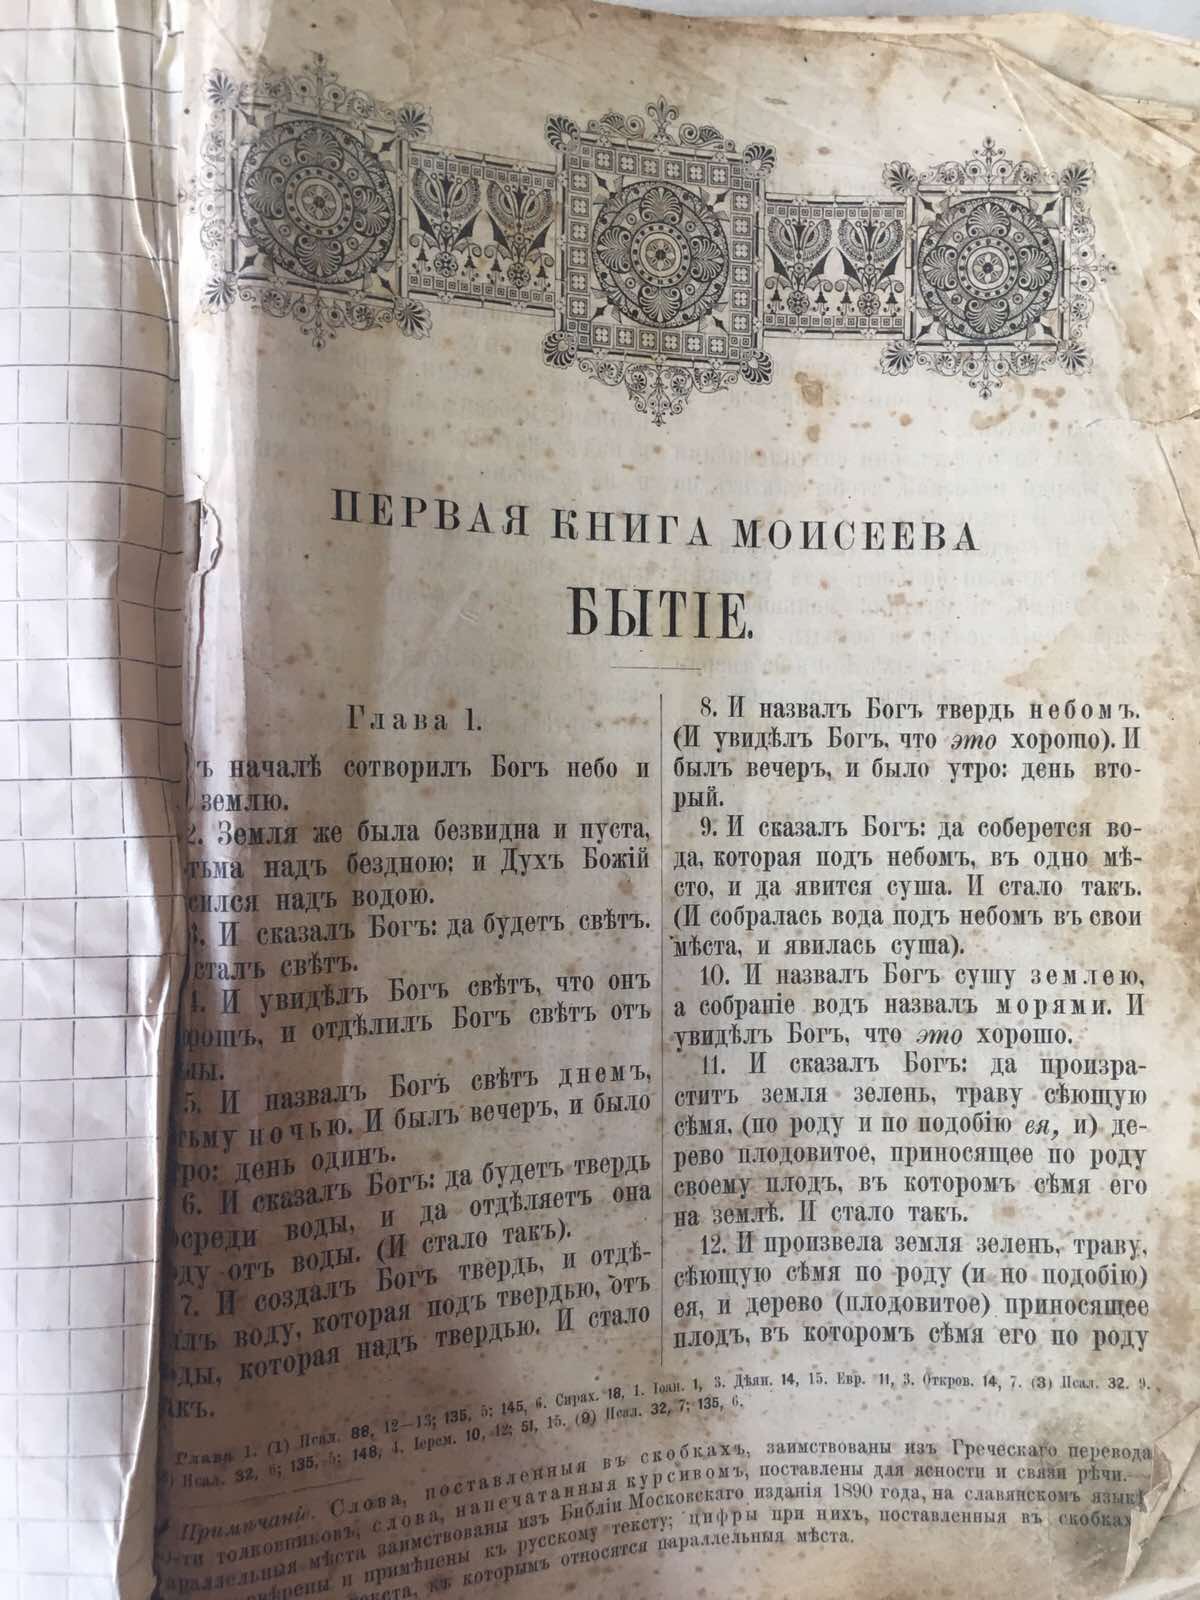 ПЕРВАЯ КНИГА МОИСЕЕВА
БЫТІЕ.
Глава 1.
ъ началѣ сотворилъ Богъ небо и
землю.
2. Земля же была безвидна и пуста,
тьма надъ бездною; и Духъ Божій
сился надъ водою.
3. И сказалъ Богъ: да будетъ свѣтъ.
сталъ свѣтъ.
4. И увидѣлъ Богъ свѣтъ, что онъ
рошъ, и отдѣлилъ Богъ свѣтъ отъ
мы.
5. И назвалъ Богъ свѣтъ днемъ,
тьму ночью. И былъ вечеръ, и было
ро: день одинъ.
6. И сказалъ Богъ: да будетъ твердь
осреди воды, и да отдѣляетъ она
оду отъ воды. (И стало такъ).
7. И создалъ Богъ твердь, и отдѣ-
илъ воду, которая подъ твердью, отъ
оды, которая надъ твердью. И стало
акъ.
8. И назвалъ Богъ твердь небомъ.
(И увидѣлъ Богъ, что это хорошо). И
былъ вечеръ, и было утро: день вто-
рый.
9. И сказалъ Богъ: да соберется во-
да, которая подъ небомъ, въ одно мѣ-
сто, и да явится суша. И стало такъ.
(И собралась вода подъ небомъ въ свои
мѣста, и явилась суша).
10. И назвалъ Богъ сушу землею,
а собраніе водъ назвалъ морями. И
увидѣлъ Богъ, что это хорошо.
11. И сказалъ Богъ: да произра-
ститъ земля зелень, траву сѣющую
сѣмя, (по роду и по подобію ея, и) де-
рево плодовитое, приносящее по роду
своему плодъ, въ которомъ сѣмя его
на землѣ. И стало такъ.
12. И произвела земля зелень, траву,
сѣющую сѣмя по роду (и но подобію)
ея, и дерево (плодовитое) приносящее
плодъ, въ которомъ сѣмя его по роду
Глава 1. (1) Псал. 88, 12—13; 135, 5; 145, 6. Сирах. 18, 1. Іоан. 1, 3. Дѣян. 14, 15. Евр. 11, 3. Откров. 14, 7. (3) Псал. 32. 9.
) Псал. 32, 6; 135, 5; 148, 4. Іерем. 10, 12; 51, 15. (9) Псал. 32, 7; 135, 6.
Примѣчаніе. Слова, поставленныя въ скобкахъ, заимствованы изъ Греческаго перевода
0-ти толковниковъ; слова, напечатанныя курсивомъ, поставлены для ясности и связи рѣчи.—
араллельныя мѣста заимствованы изъ Библіи Московскаго изданія 1890 года, на славянскомъ языкѣ
овѣрены и примѣнены къ русскому тексту; цифры при нихъ, поставленныя въ скобках
текста, къ которымъ относятся параллельныя мѣста.